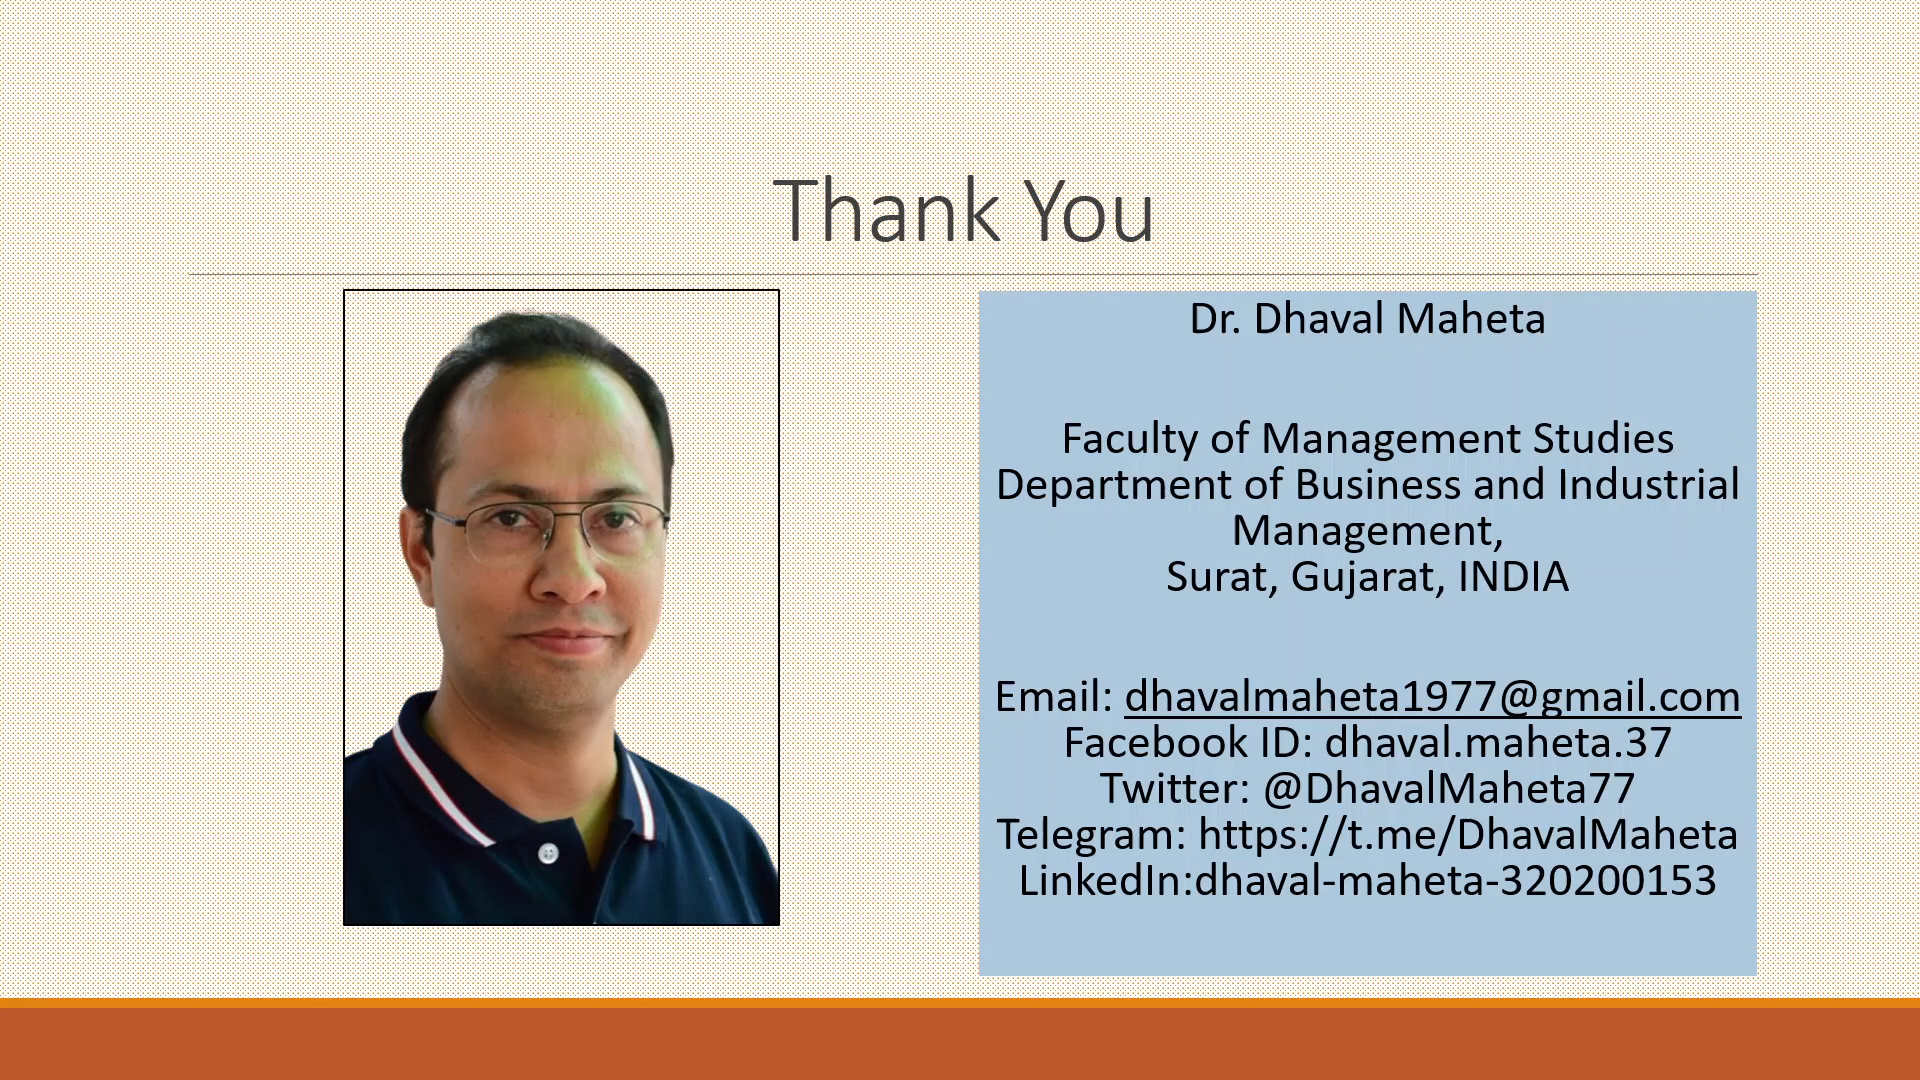 Thank You
Dr. Dhaval Maheta
Faculty of Management Studies
Department of Business and Industrial
Management,
Surat, Gujarat, INDIA
Email: dhavalmaheta1977@gmail.com
Facebook ID: dhaval.maheta.37
Twitter: @DhavalMaheta77
Telegram: https://t.me/DhavalMaheta
LinkedIn:dhaval-maheta-320200153